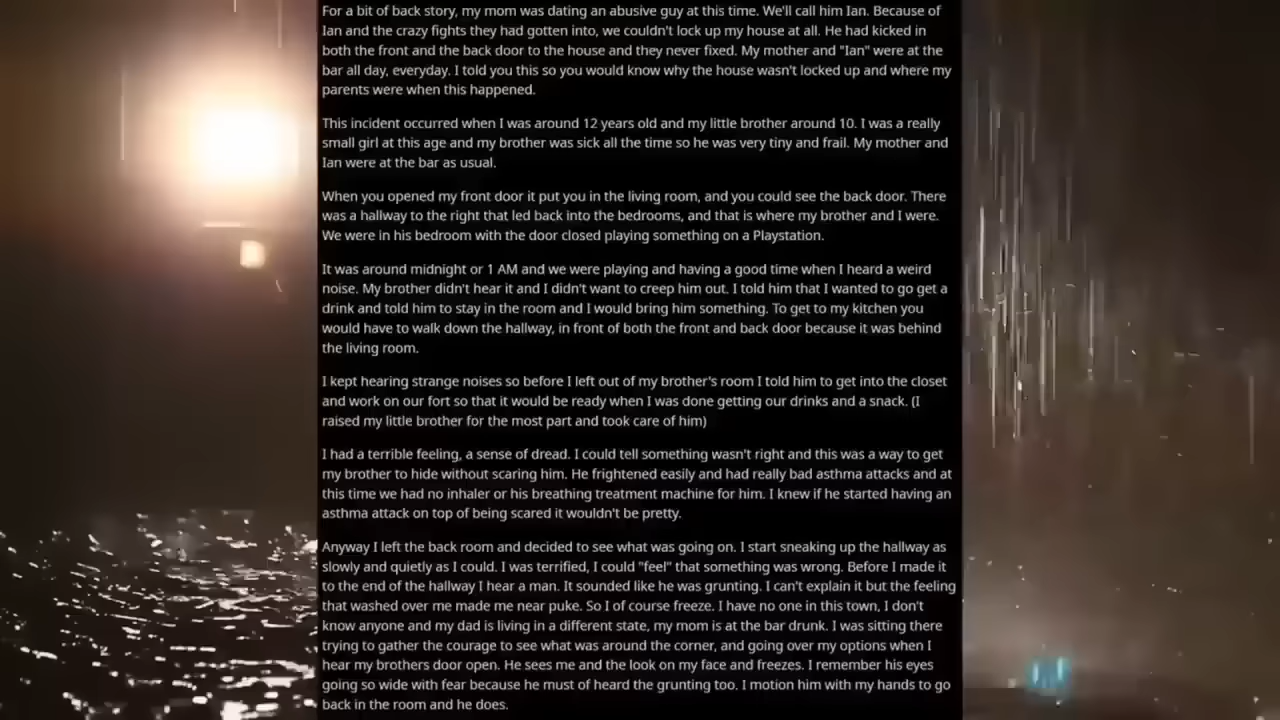 For a bit of back story, my mom was dating an abusive guy at this time. We'll call him Ian. Because of
Ian and the crazy fights they had gotten into, we couldn't lock up my house at all. He had kicked in
both the front and the back door to the house and they never fixed. My mother and "Ian" were at the
bar all day, everyday. I told you this so you would know why the house wasn't locked up and where my
parents were when this happened.
This incident occurred when I was around 12 years old and my little brother around 10. I was a really
small girl at this age and my brother was sick all the time so he was very tiny and frail. My mother and
Ian were at the bar as usual.
When you opened my front door it put you in the living room, and you could see the back door. There
was a hallway to the right that led back into the bedrooms, and that is where my brother and I were.
We were in his bedroom with the door closed playing something on a Playstation.
It was around midnight or 1 AM and we were playing and having a good time when I heard a weird
noise. My brother didn't hear it and I didn't want to creep him out. I told him that I wanted to go get a
drink and told him to stay in the room and I would bring him something. To get to my kitchen you
would have to walk down the hallway, in front of both the front and back door because it was behind
the living room.
I kept hearing strange noises so before I left out of my brother's room I told him to get into the closet
and work on our fort so that it would be ready when I was done getting our drinks and a snack. (I
raised my little brother for the most part and took care of him)
I had a terrible feeling, a sense of dread. I could tell something wasn't right and this was a way to get
my brother to hide without scaring him. He frightened easily and had really bad asthma attacks and at
this time we had no inhaler or his breathing treatment machine for him. I knew if he started having an
asthma attack on top of being scared it wouldn't be pretty.
Anyway I left the back room and decided to see what was going on. I start sneaking up the hallway as
slowly and quietly as I could. I was terrified, I could "feel" that something was wrong. Before I made it
to the end of the hallway I hear a man. It sounded like he was grunting. I can't explain it but the feeling
that washed over me made me near puke. So I of course freeze. I have no one in this town, I don't
know anyone and my dad is living in a different state, my mom is at the bar drunk. I was sitting there
trying to gather the courage to see what was around the corner, and going over my options when I
hear my brothers door open. He sees me and the look on my face and freezes. I remember his eyes
going so wide with fear because he must of heard the grunting too. I motion him with my hands to go
back in the room and he does.